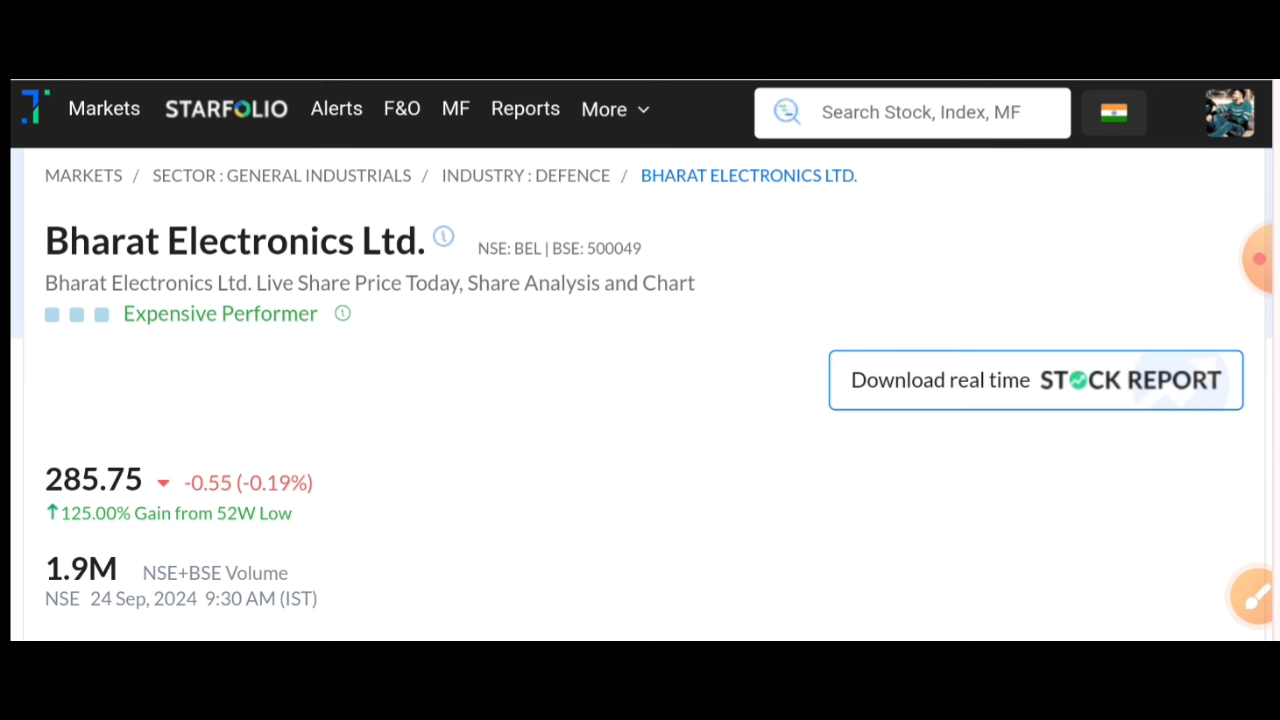 Markets STARFOLIO Alerts F&O MF Reports More Search Stock, Index, MF
MARKETS / SECTOR : GENERAL INDUSTRIALS / INDUSTRY : DEFENCE / BHARAT ELECTRONICS LTD.
Bharat Electronics Ltd. NSE: BEL | BSE: 500049
Bharat Electronics Ltd. Live Share Price Today, Share Analysis and Chart
Expensive Performer
Download real time STOCK REPORT
285.75 -0.55 (-0.19%)
125.00% Gain from 52W Low
1.9M NSE+BSE Volume
NSE 24 Sep, 2024 9:30 AM (IST)